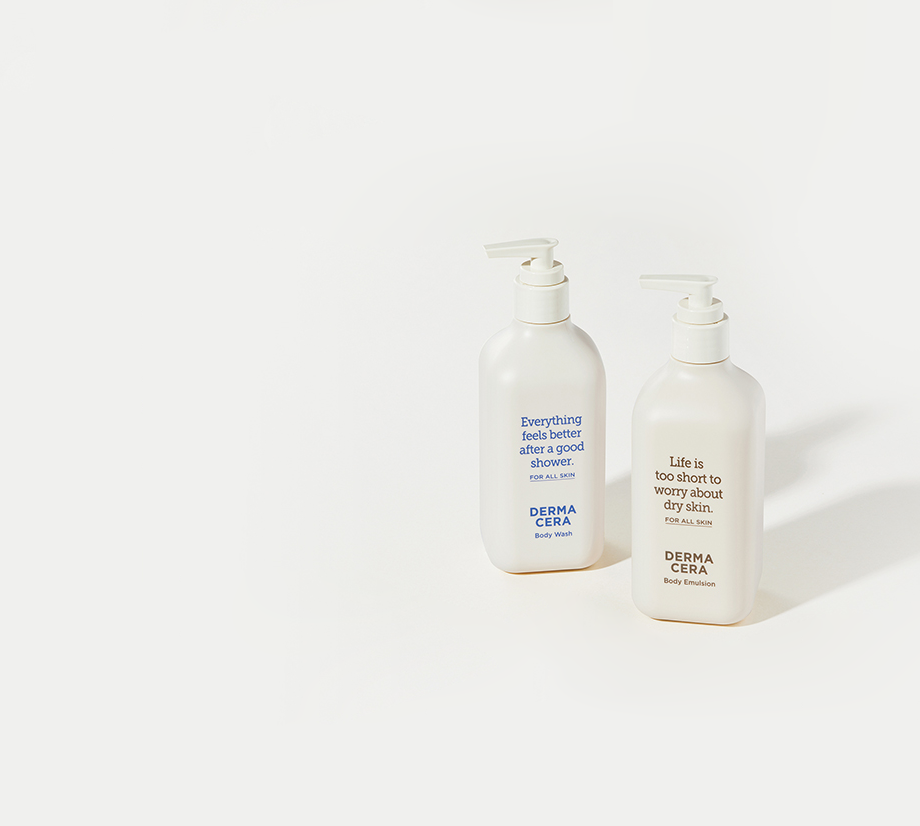 Everything
feels better
after a good
shower.
FOR ALL SKIN
DERMA
CERA
Body Wash
Life is
too short to
worry about
dry skin.
FOR ALL SKIN
DERMA
CERA
Body Emulsion